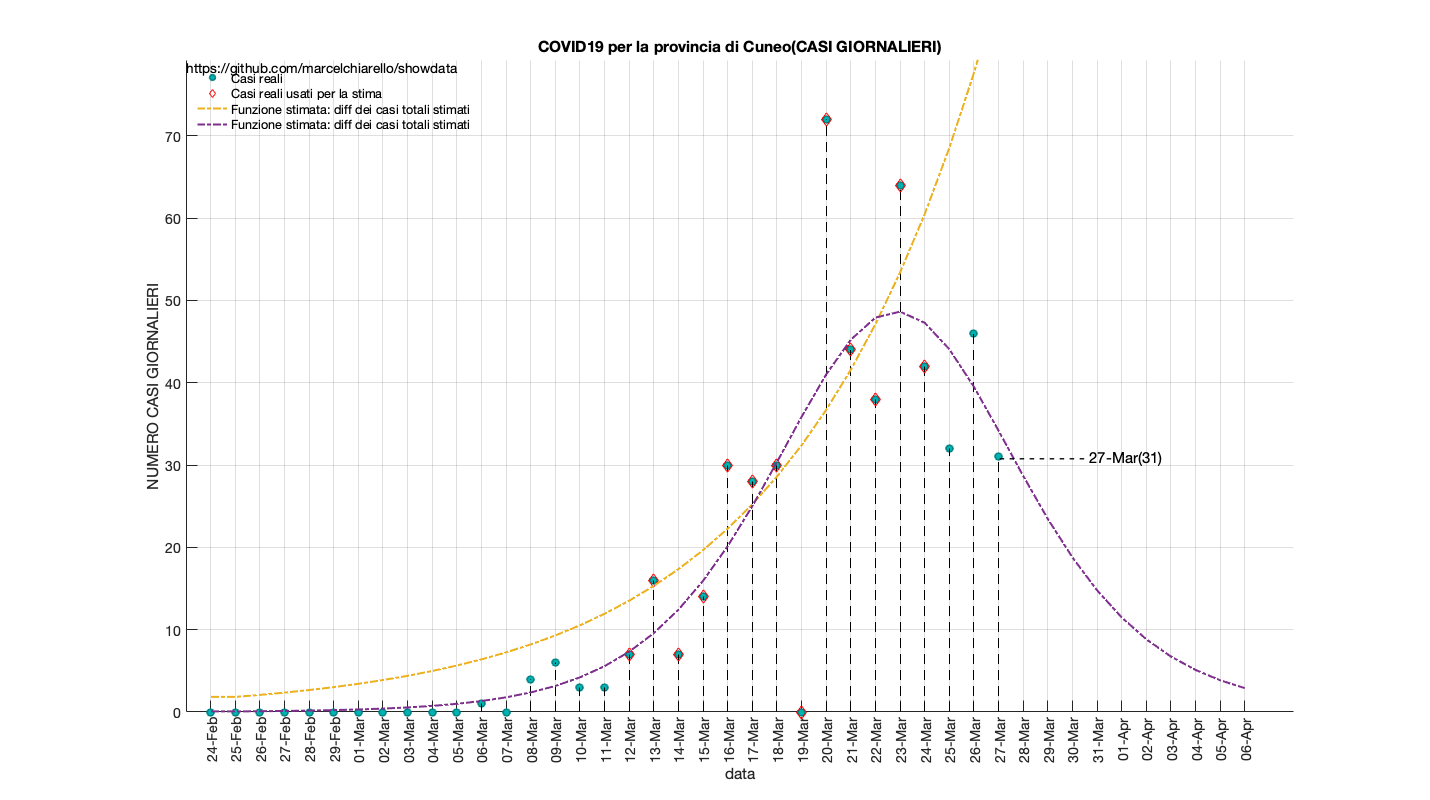 COVID19 per la provincia di Cuneo(CASI GIORNALIERI)
https://github.com/marcelchiarello/showdata
Casi reali
Casi reali usati per la stima
Funzione stimata: diff dei casi totali stimati
Funzione stimata: diff dei casi totali stimati
NUMERO CASI GIORNALIERI
70
60
50
40
30
20
10
0
27-Mar(31)
24-Feb
25-Feb
26-Feb
27-Feb
28-Feb
29-Feb
01-Mar
02-Mar
03-Mar
04-Mar
05-Mar
06-Mar
07-Mar
08-Mar
09-Mar
10-Mar
11-Mar
12-Mar
13-Mar
14-Mar
15-Mar
16-Mar
17-Mar
18-Mar
19-Mar
20-Mar
21-Mar
22-Mar
23-Mar
24-Mar
25-Mar
26-Mar
27-Mar
28-Mar
29-Mar
30-Mar
31-Mar
01-Apr
02-Apr
03-Apr
04-Apr
05-Apr
06-Apr
data